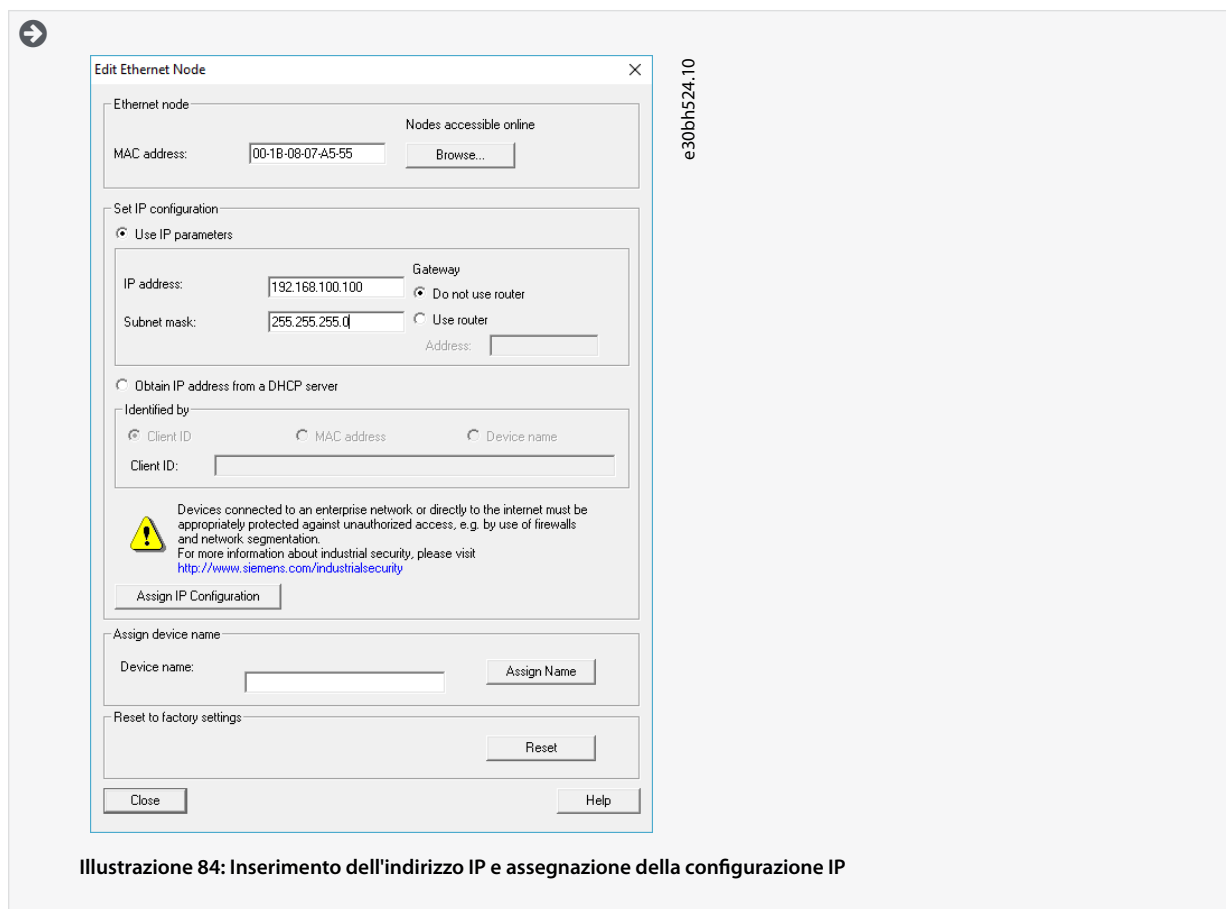 Edit Ethernet Node
e30bh524.10
Ethernet node
Nodes accessible online
MAC address: 00-1B-08-07-A5-55 Browse...
Set IP configuration
Use IP parameters
IP address: 192.168.100.100
Subnet mask: 255.255.255.0
Gateway
Do not use router
Use router
Address:
Obtain IP address from a DHCP server
Identified by
Client ID MAC address Device name
Client ID:
Devices connected to an enterprise network or directly to the internet must be
appropriately protected against unauthorized access, e.g. by use of firewalls
and network segmentation.
For more information about industrial security, please visit
http://www.siemens.com/industrialsecurity
Assign IP Configuration
Assign device name
Device name: Assign Name
Reset to factory settings
Reset
Close Help
Illustrazione 84: Inserimento dell'indirizzo IP e assegnazione della configurazione IP